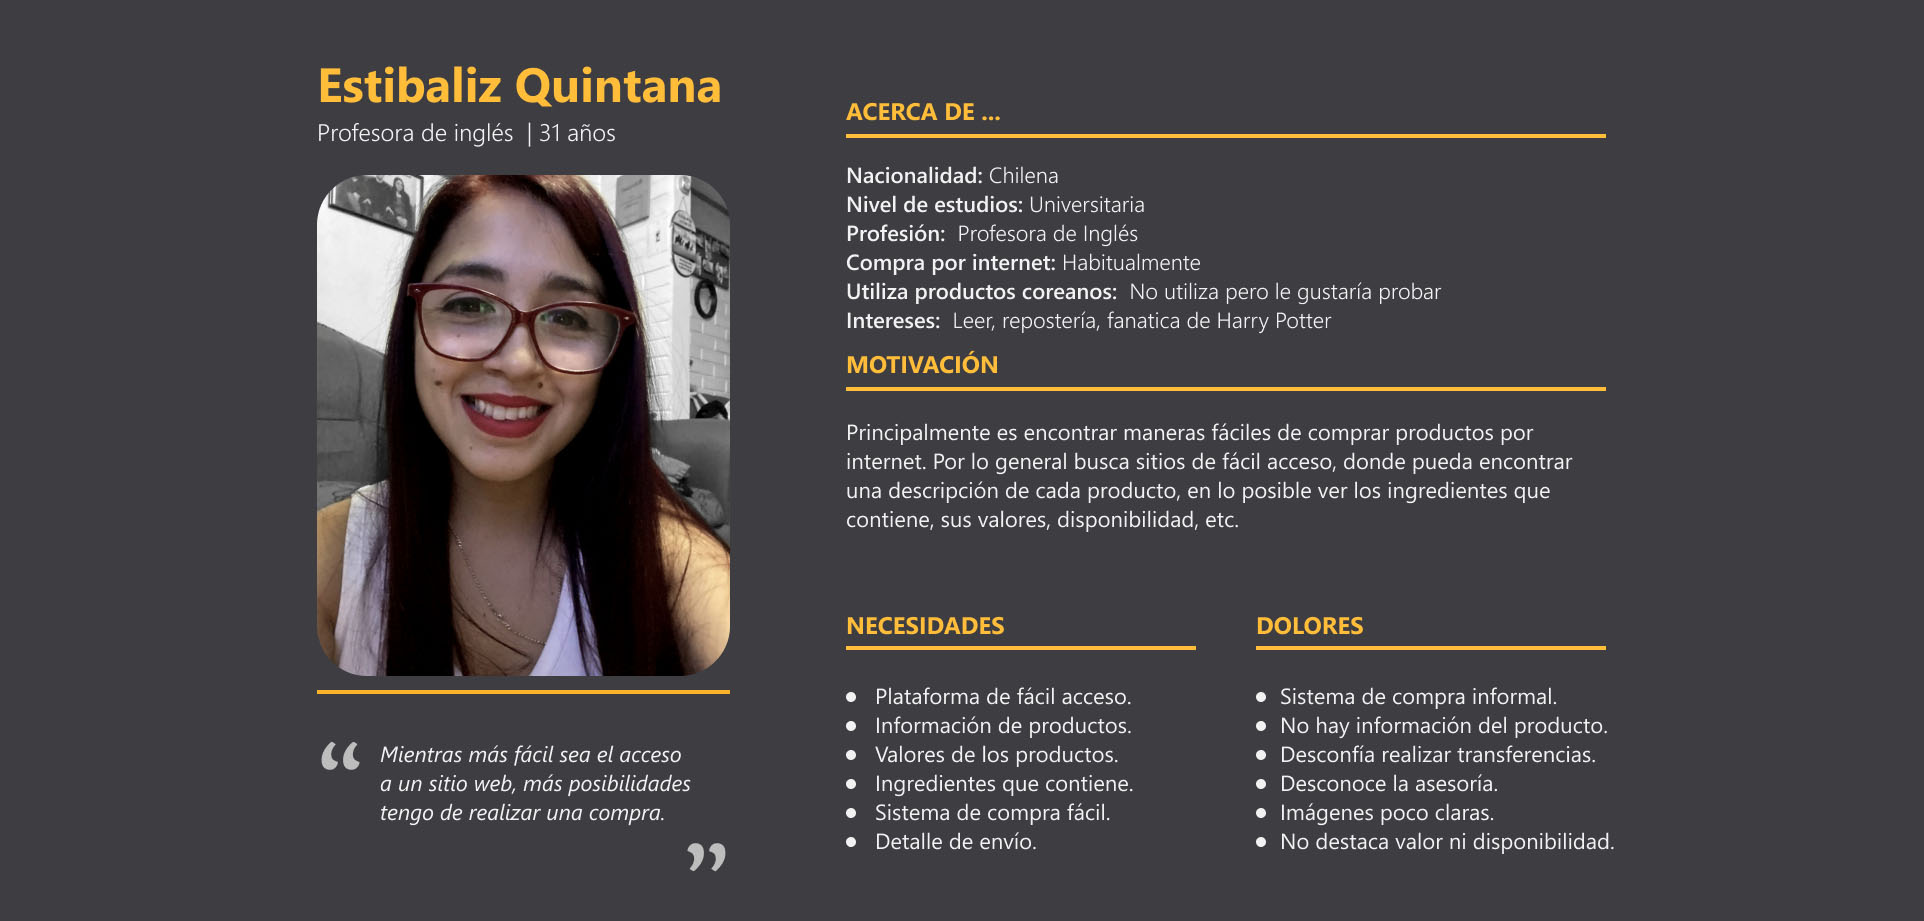 Estibaliz Quintana
Profesora de inglés | 31 años
“ Mientras más fácil sea el acceso
a un sitio web, más posibilidades
tengo de realizar una compra.
”
ACERCA DE ...
Nacionalidad: Chilena
Nivel de estudios: Universitaria
Profesión: Profesora de Inglés
Compra por internet: Habitualmente
Utiliza productos coreanos: No utiliza pero le gustaría probar
Intereses: Leer, repostería, fanatica de Harry Potter
MOTIVACIÓN
Principalmente es encontrar maneras fáciles de comprar productos por
internet. Por lo general busca sitios de fácil acceso, donde pueda encontrar
una descripción de cada producto, en lo posible ver los ingredientes que
contiene, sus valores, disponibilidad, etc.
NECESIDADES
• Plataforma de fácil acceso.
• Información de productos.
• Valores de los productos.
• Ingredientes que contiene.
• Sistema de compra fácil.
• Detalle de envío.
DOLORES
• Sistema de compra informal.
• No hay información del producto.
• Desconfía realizar transferencias.
• Desconoce la asesoría.
• Imágenes poco claras.
• No destaca valor ni disponibilidad.